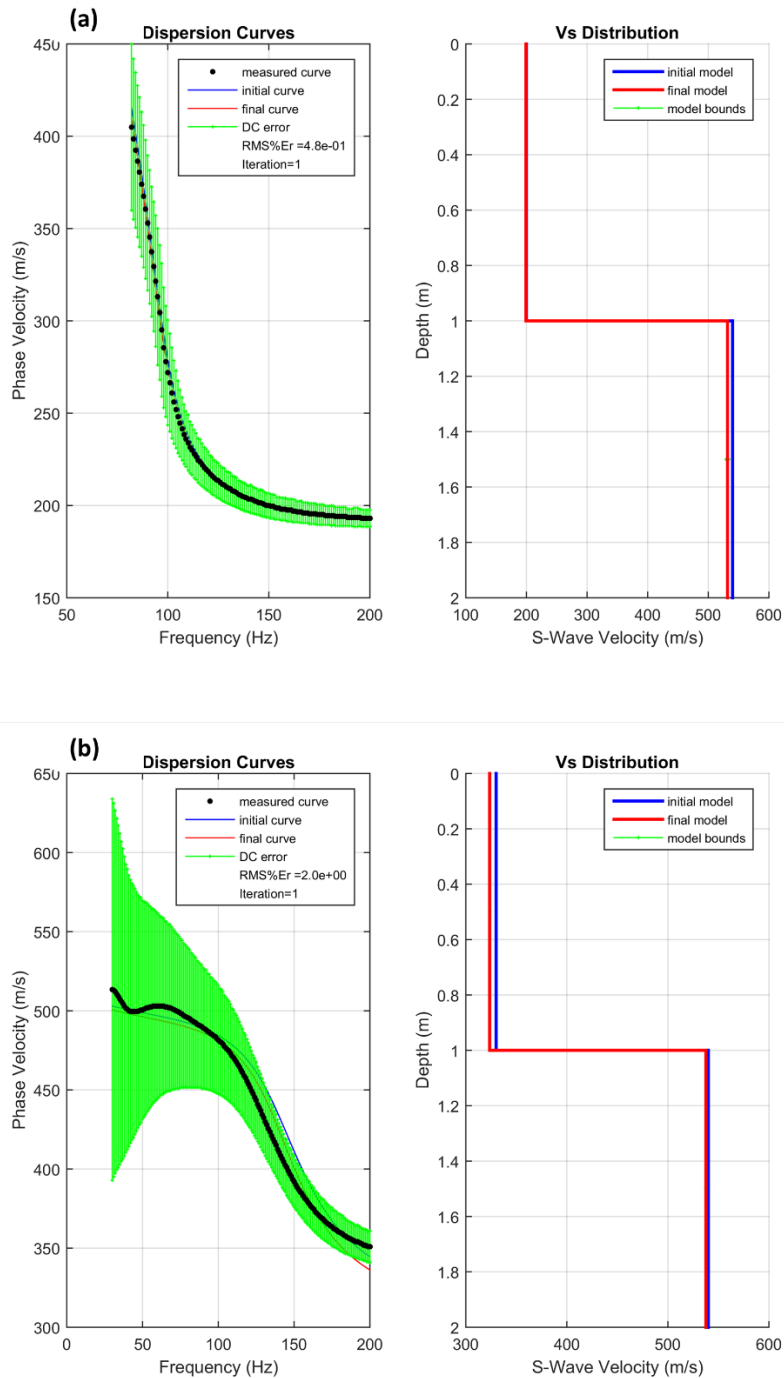 (a)
Dispersion Curves
450
400
350
300
250
200
150
50
100
150
200
Phase Velocity (m/s)
Frequency (Hz)
measured curve
initial curve
final curve
DC error
RMS%Er =4.8e-01
Iteration=1
Vs Distribution
0
0.2
0.4
0.6
0.8
1
1.2
1.4
1.6
1.8
2
100
200
300
400
500
600
Depth (m)
S-Wave Velocity (m/s)
initial model
final model
model bounds
(b)
Dispersion Curves
650
600
550
500
450
400
350
300
0
50
100
150
200
Phase Velocity (m/s)
Frequency (Hz)
measured curve
initial curve
final curve
DC error
RMS%Er =2.0e+00
Iteration=1
Vs Distribution
0
0.2
0.4
0.6
0.8
1
1.2
1.4
1.6
1.8
2
300
400
500
600
Depth (m)
S-Wave Velocity (m/s)
initial model
final model
model bounds